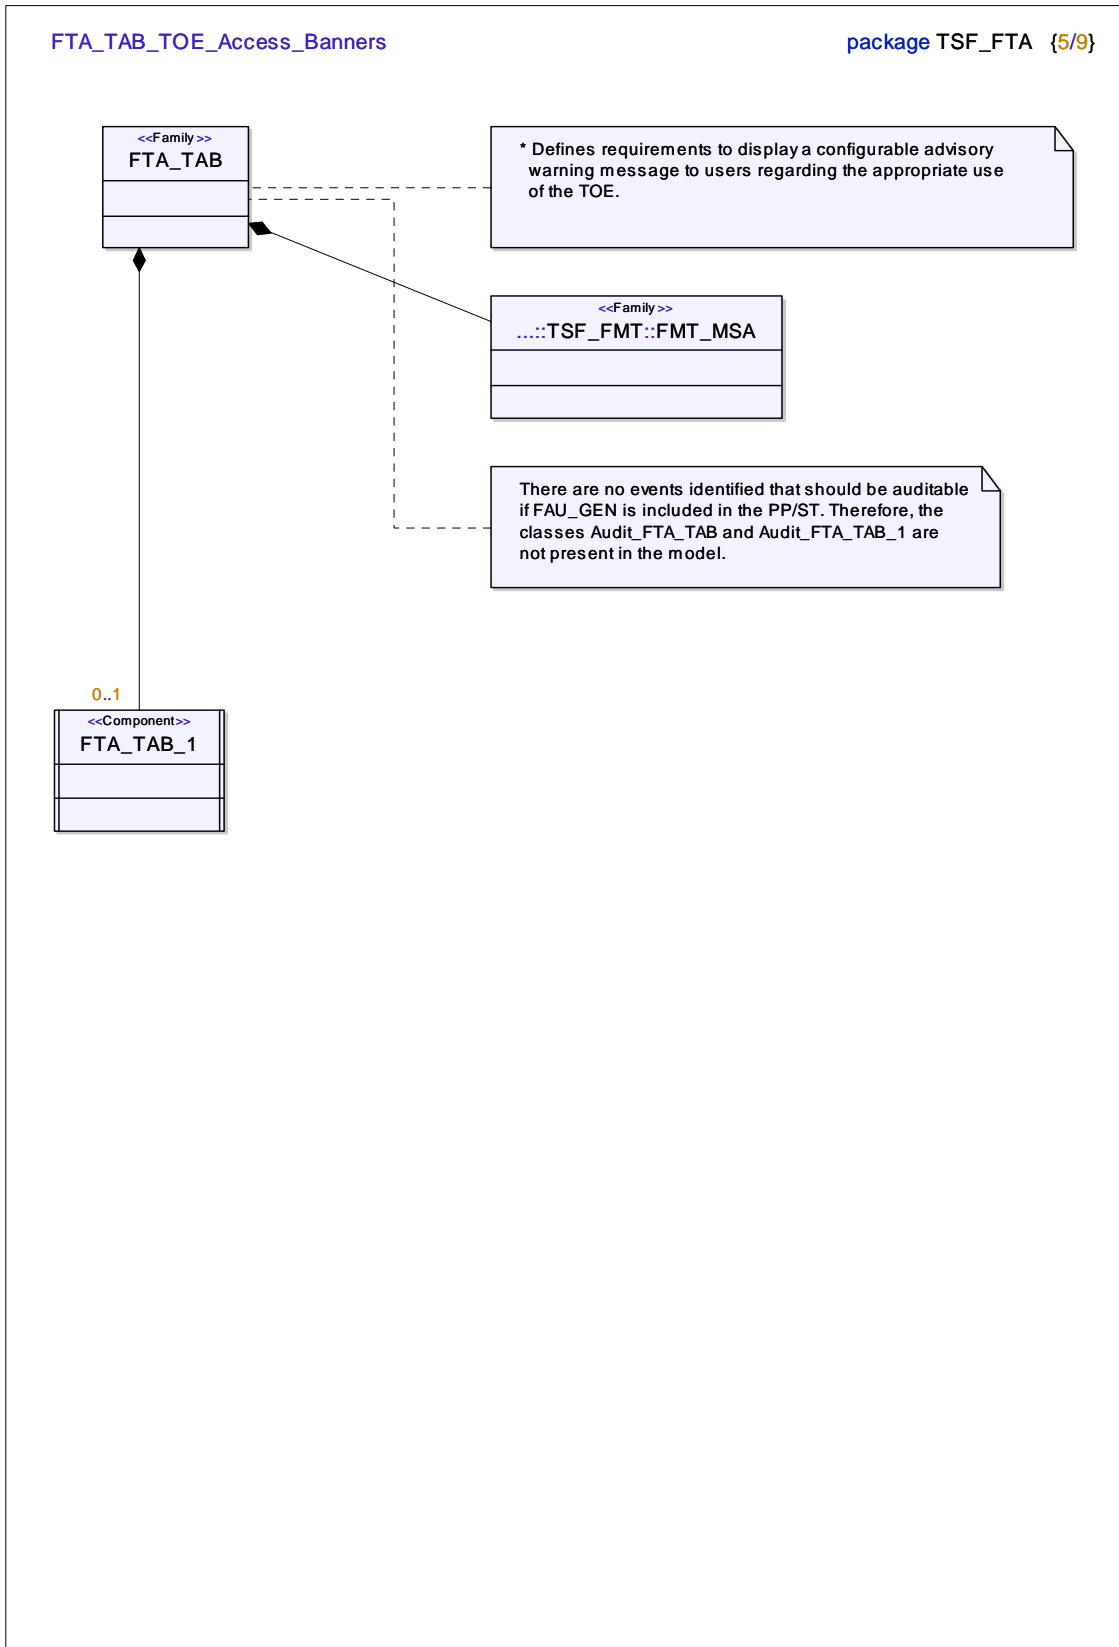 FTA_TAB_TOE_Access_Banners
package TSF_FTA {5/9}
<<Family>>
FTA_TAB
* Defines requirements to display a configurable advisory
warning message to users regarding the appropriate use
of the TOE.
<<Family>>
...::TSF_FMT::FMT_MSA
There are no events identified that should be auditable
if FAU_GEN is included in the PP/ST. Therefore, the
classes Audit_FTA_TAB and Audit_FTA_TAB_1 are
not present in the model.
0..1
<<Component>>
FTA_TAB_1